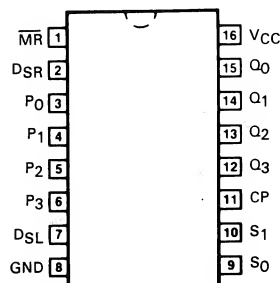 MR 1 16 VCC
DSR 2 15 Q0
P0 3 14 Q1
P1 4 13 Q2
P2 5 12 Q3
P3 6 11 CP
DSL 7 10 S1
GND 8 9 S0